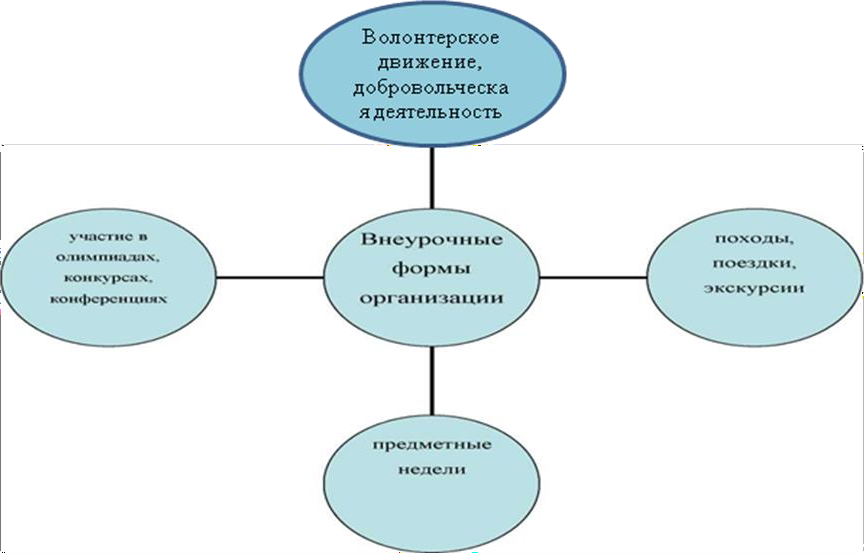 Волонтерское
движение,
добровольческа
я деятельность
участие в
олимпиадах,
конкурсах,
конференциях
Внеурочные
формы
организации
походы,
поездки,
экскурсии
предметные
недели